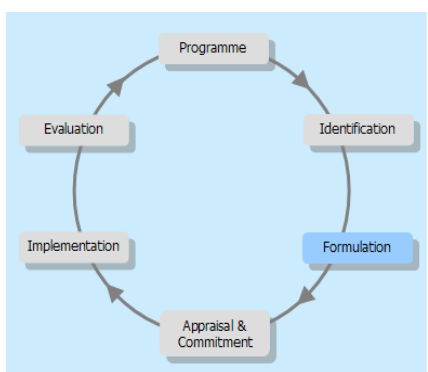 Programme
Identification
Formulation
Appraisal &
Commitment
Implementation
Evaluation